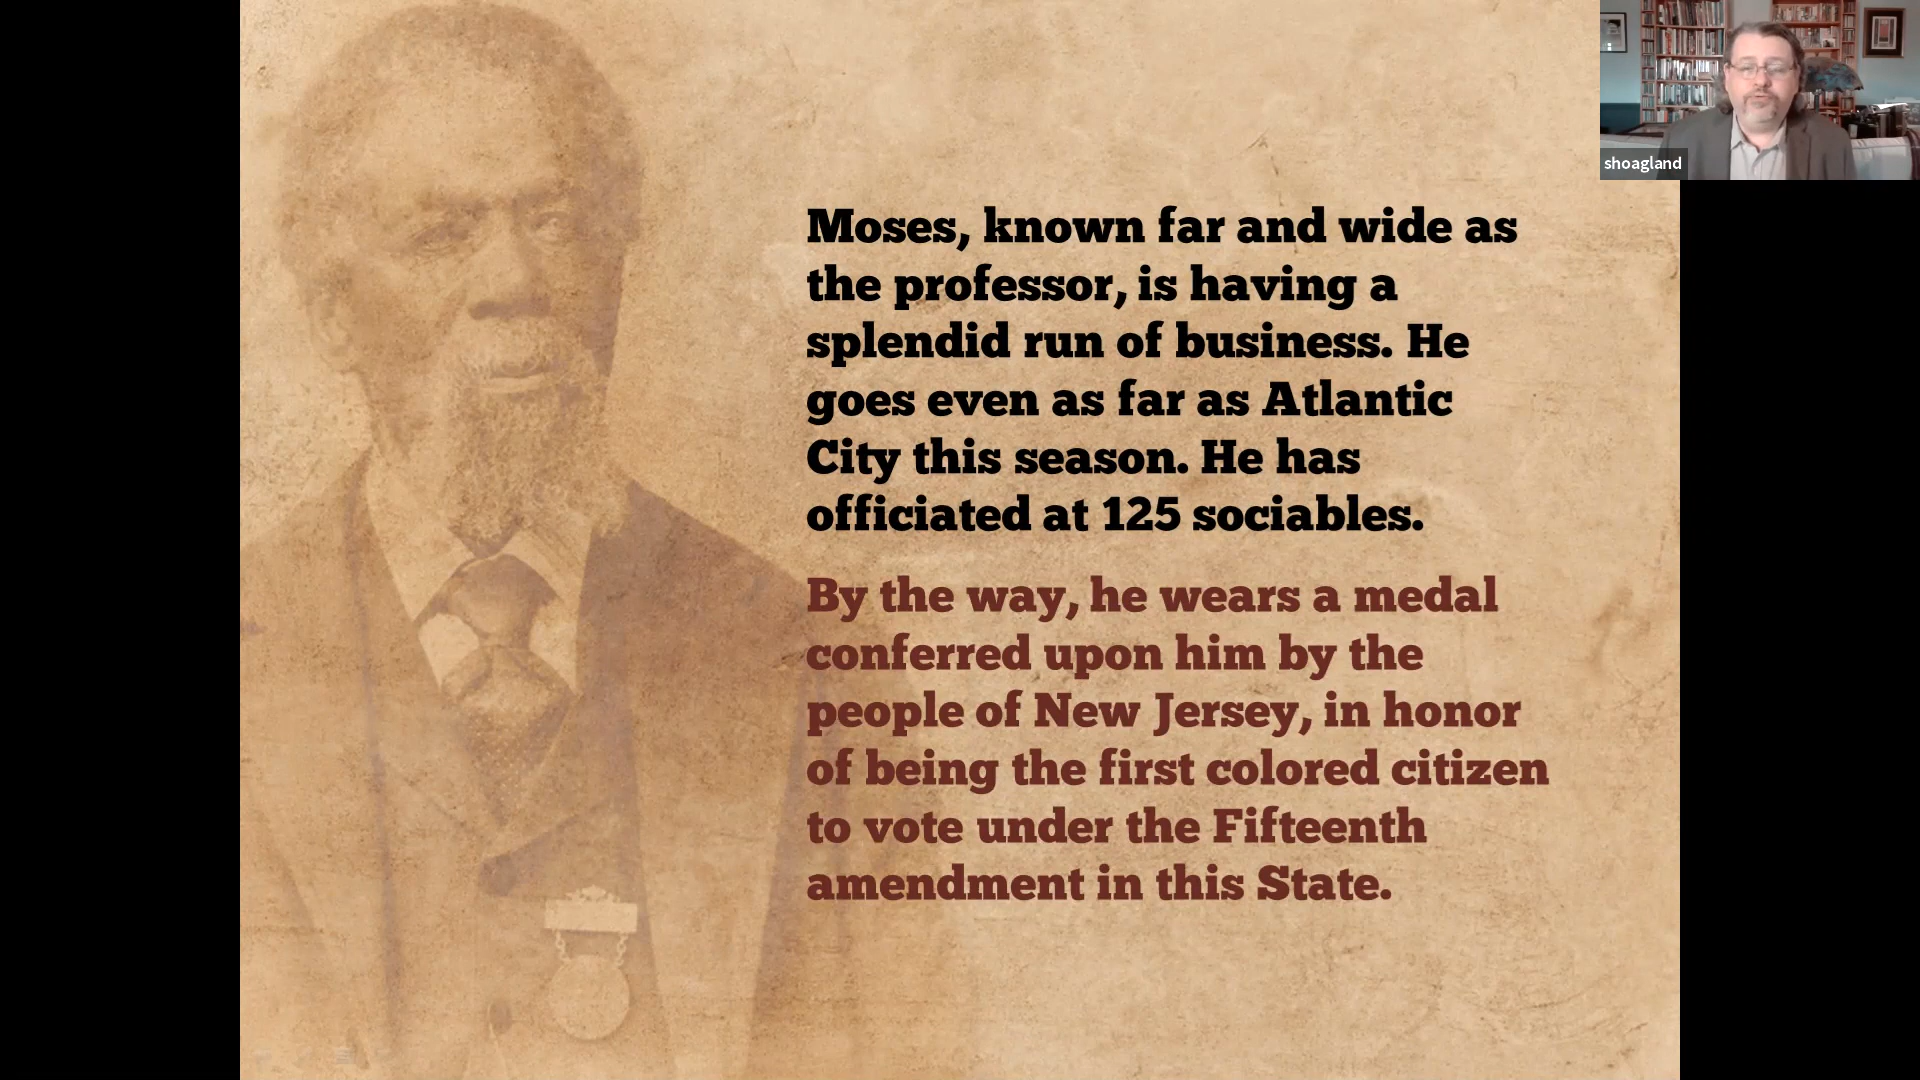 shoagland
Moses, known far and wide as
the professor, is having a
splendid run of business. He
goes even as far as Atlantic
City this season. He has
officiated at 125 sociables.
By the way, he wears a medal
conferred upon him by the
people of New Jersey, in honor
of being the first colored citizen
to vote under the Fifteenth
amendment in this State.